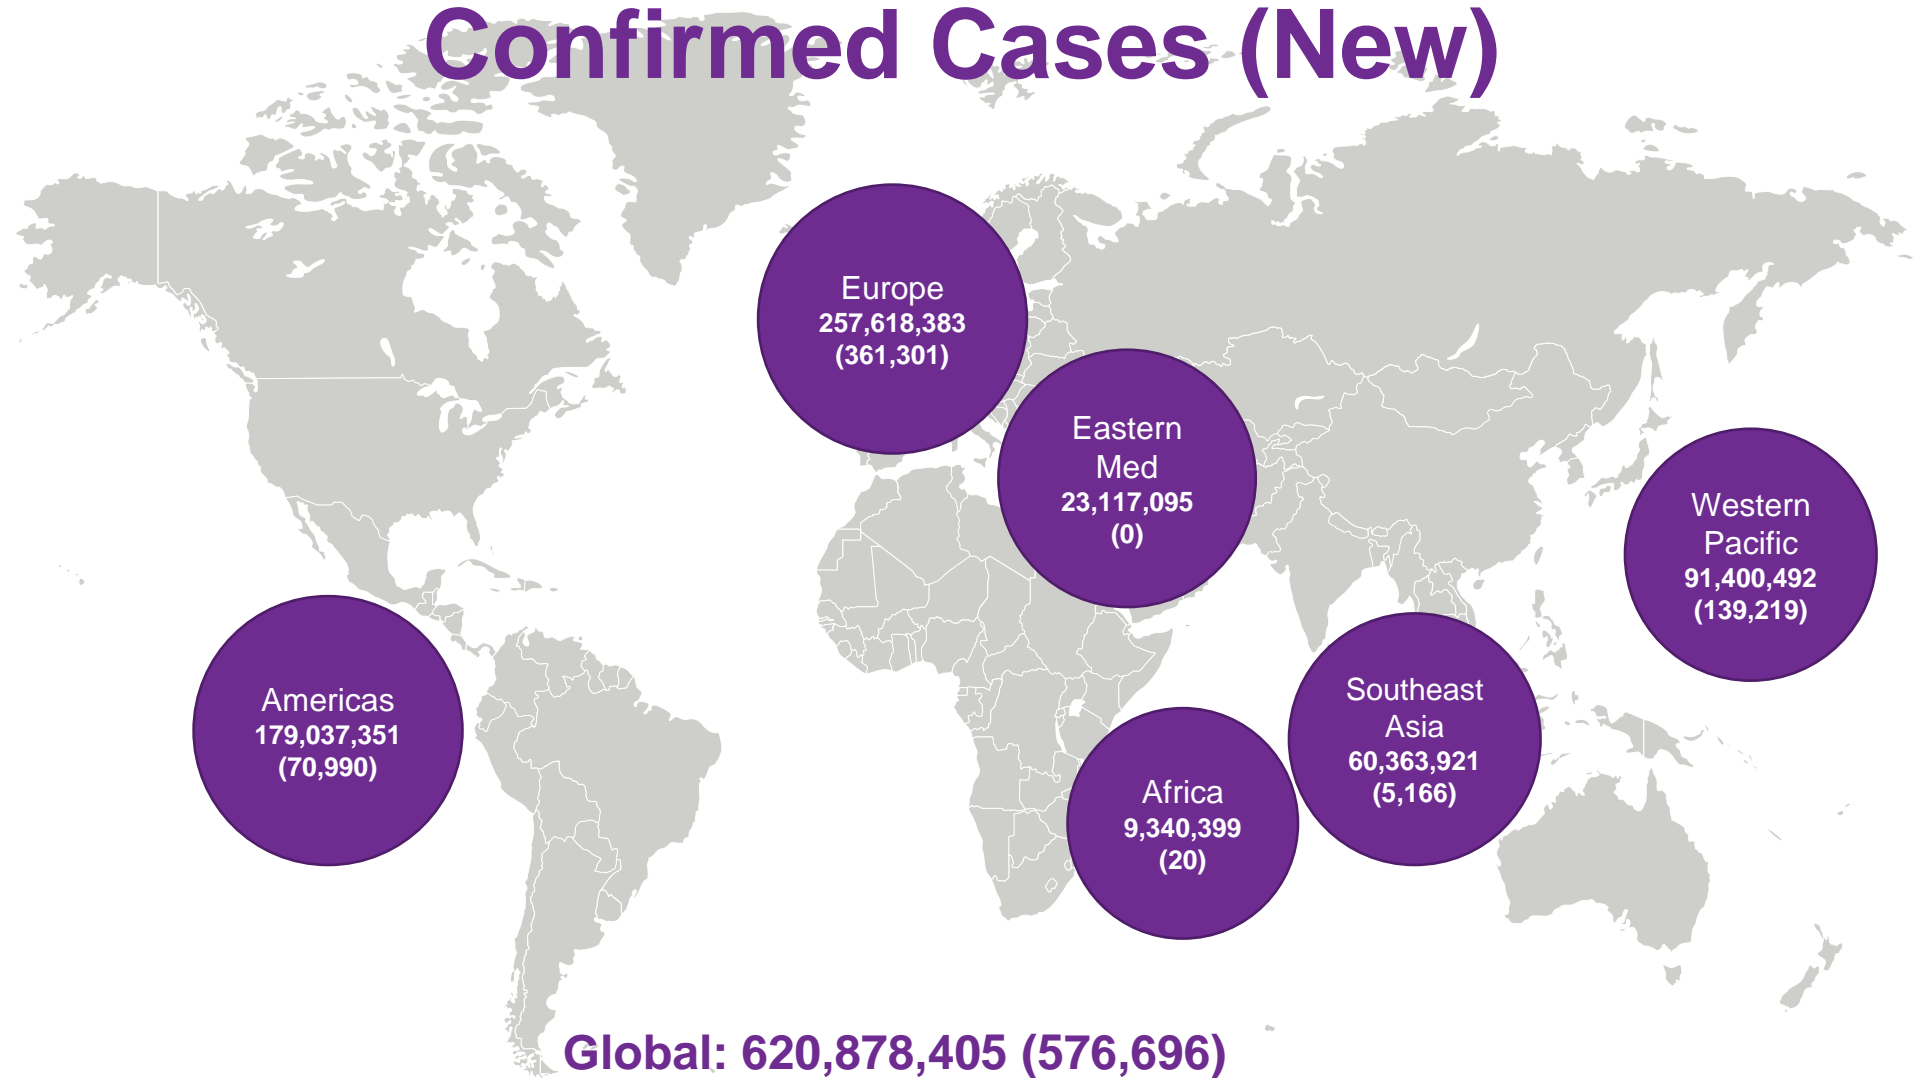 Confirmed Cases (New)
Europe
257,618,383
(361,301)
Eastern
Med
23,117,095
(0)
Western
Pacific
91,400,492
(139,219)
Americas
179,037,351
(70,990)
Southeast
Asia
60,363,921
(5,166)
Africa
9,340,399
(20)
Global: 620,878,405 (576,696)